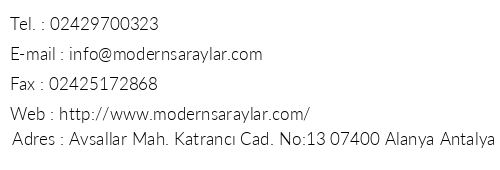 Tel. : 02429700323
E-mail : info@modernsaraylar.com
Fax : 02425172868
Web : http://www.modernsaraylar.com/
Adres : Avsallar Mah. Katrancı Cad. No:13 07400 Alanya Antalya